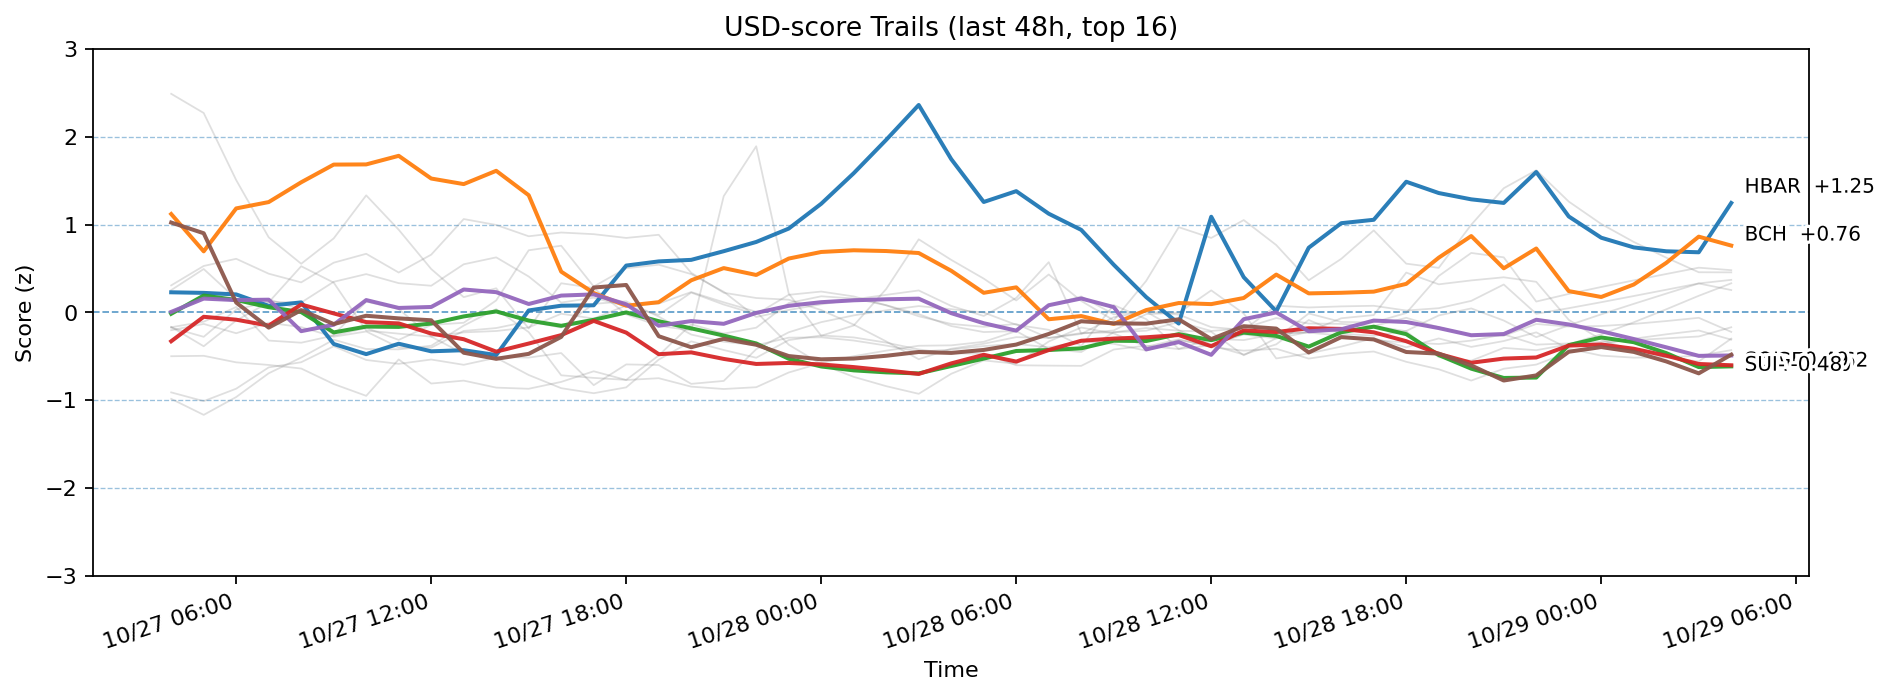 USD-score Trails (last 48h, top 16)
Score (z)
3
2
1
0
−1
−2
−3
HBAR +1.25
BCH +0.76
SUI -0.48
10/27 06:00
10/27 12:00
10/27 18:00
10/28 00:00
10/28 06:00
10/28 12:00
10/28 18:00
10/29 00:00
10/29 06:00
Time